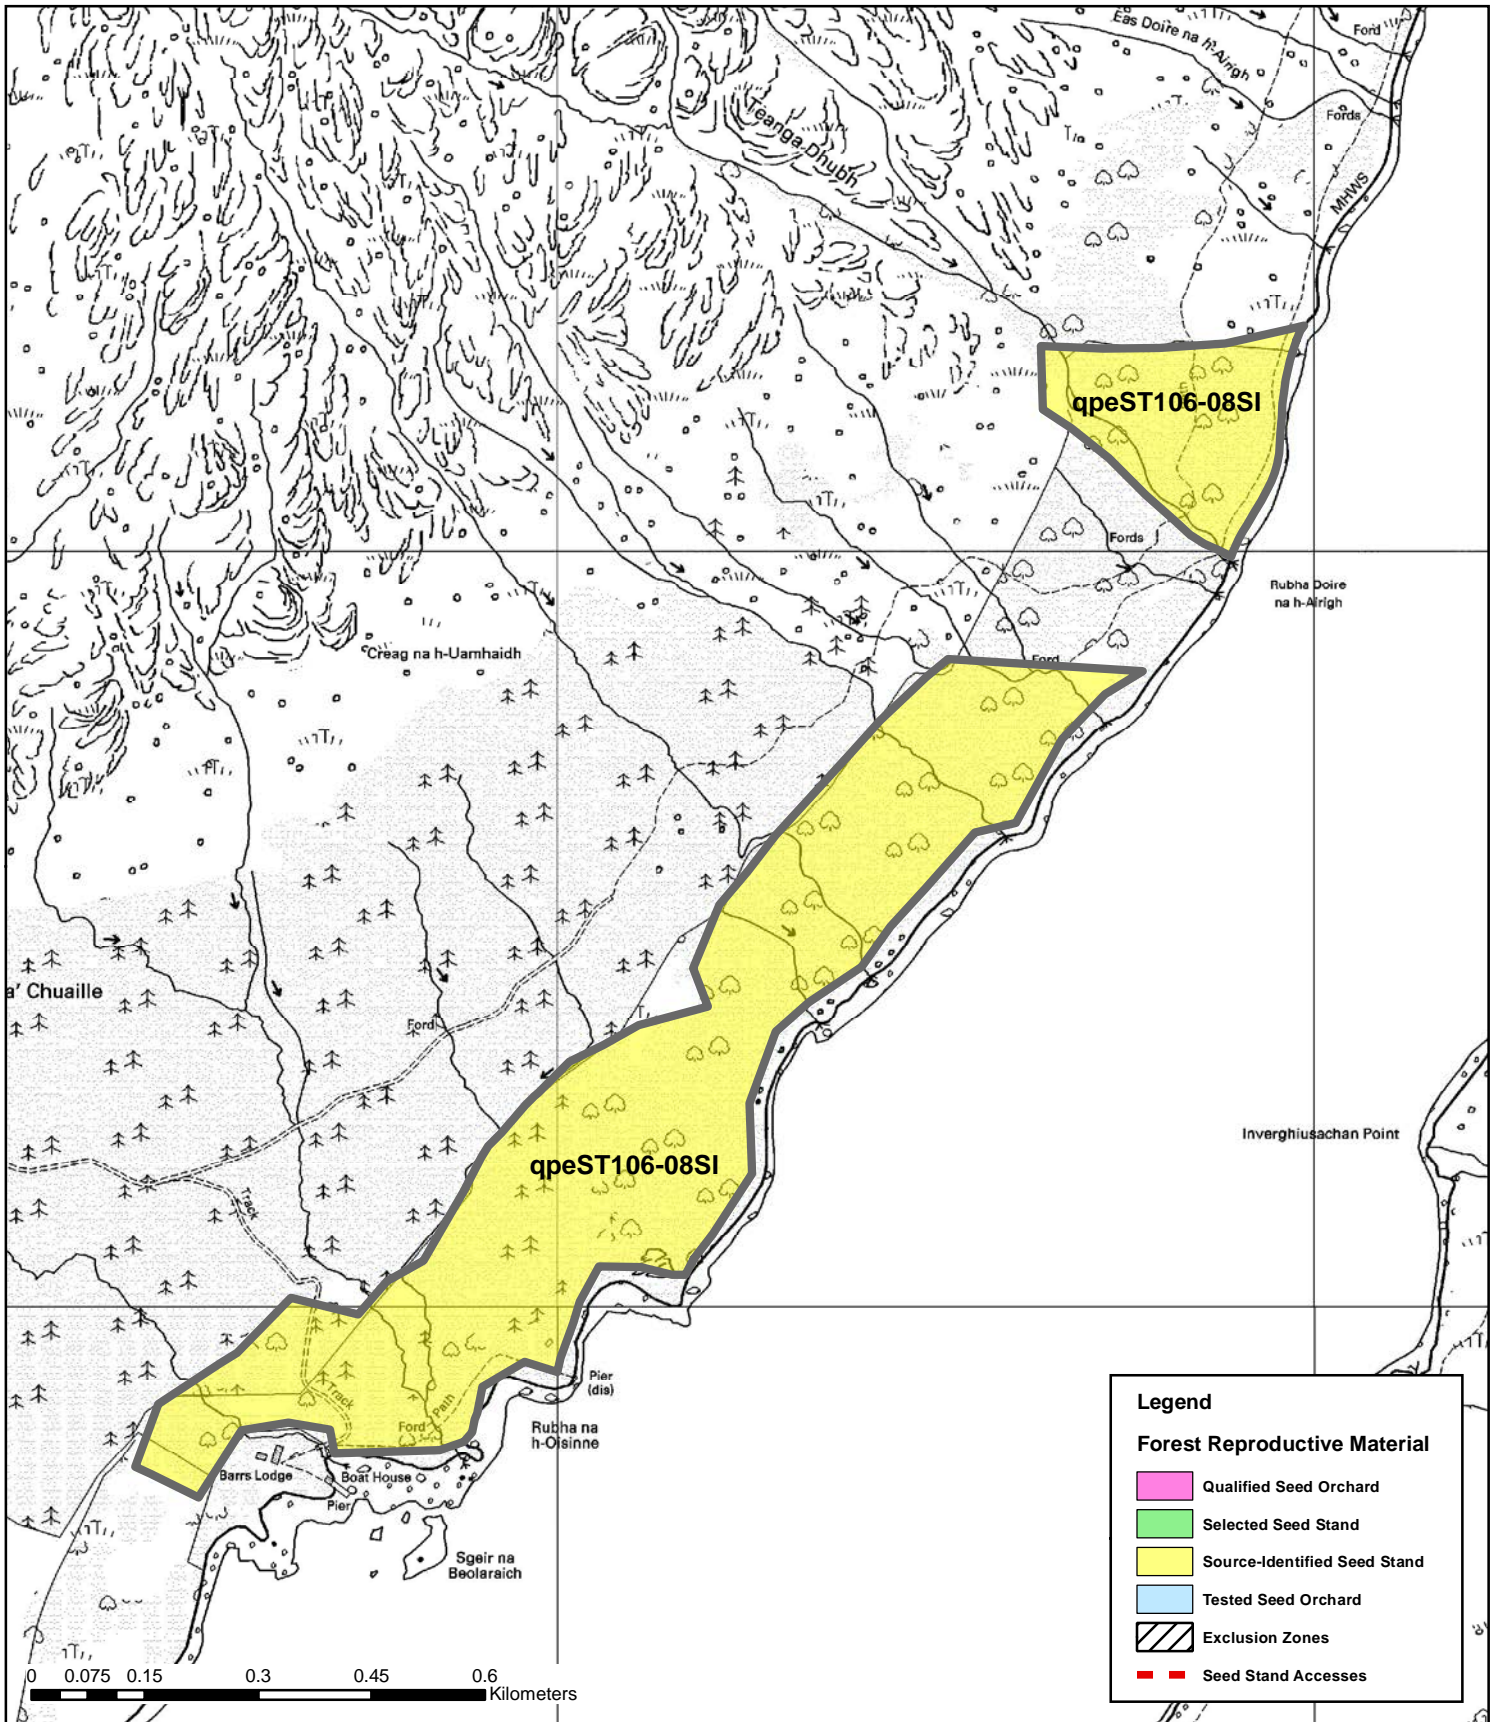 Eas Doire na h-Airigh
Ford
Teanga Dhubh
Fords
MHWS
qpeST106-08SI
Fords
Rubha Doire
na h-Airigh
Creag na h-Uamhaidh
Ford
a' Chuaille
Ford
Inverghiusachan Point
qpeST106-08SI
Track
Track
Path
Ford
Pier
(dis)
Rubha na
h-Oisinne
Barrs Lodge
Boat House
Pier
Sgeir na
Beolaraich
Legend
Forest Reproductive Material
Qualified Seed Orchard
Selected Seed Stand
Source-Identified Seed Stand
Tested Seed Orchard
Exclusion Zones
Seed Stand Accesses
0 0.075 0.15 0.3 0.45 0.6
Kilometers